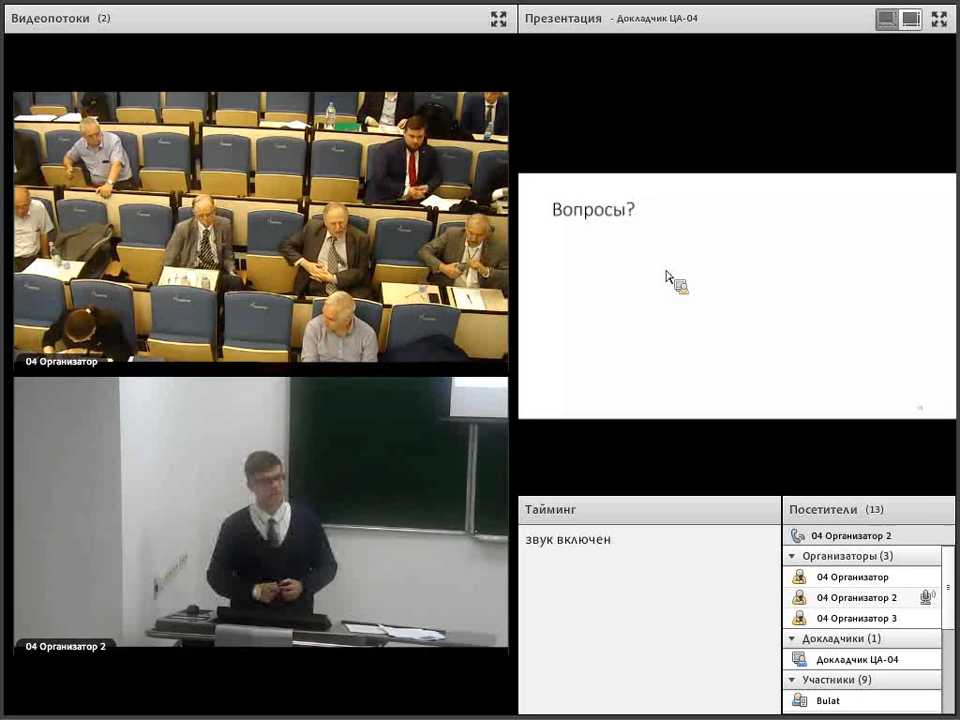 Видеопотоки (2)
Презентация - Докладчик ЦА-04
Вопросы?
04 Организатор
04 Организатор 2
Тайминг
звук включен
Посетители (13)
04 Организатор 2
Организаторы (3)
04 Организатор
04 Организатор 2
04 Организатор 3
Докладчики (1)
Докладчик ЦА-04
Участники (9)
Bulat